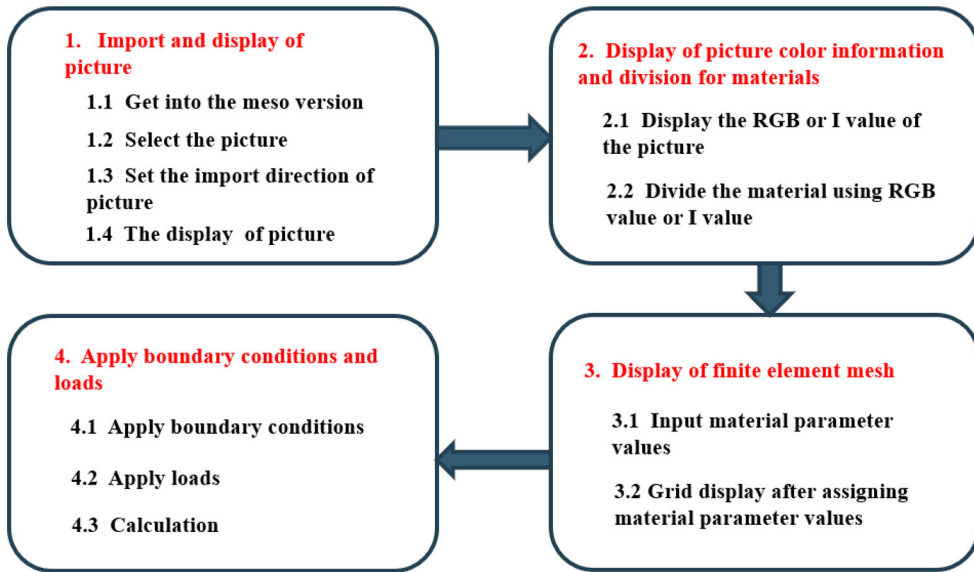 1. Import and display of
picture
1.1 Get into the meso version
1.2 Select the picture
1.3 Set the import direction of
picture
1.4 The display of picture
2. Display of picture color information
and division for materials
2.1 Display the RGB or I value of
the picture
2.2 Divide the material using RGB
value or I value
3. Display of finite element mesh
3.1 Input material parameter
values
3.2 Grid display after assigning
material parameter values
4. Apply boundary conditions and
loads
4.1 Apply boundary conditions
4.2 Apply loads
4.3 Calculation